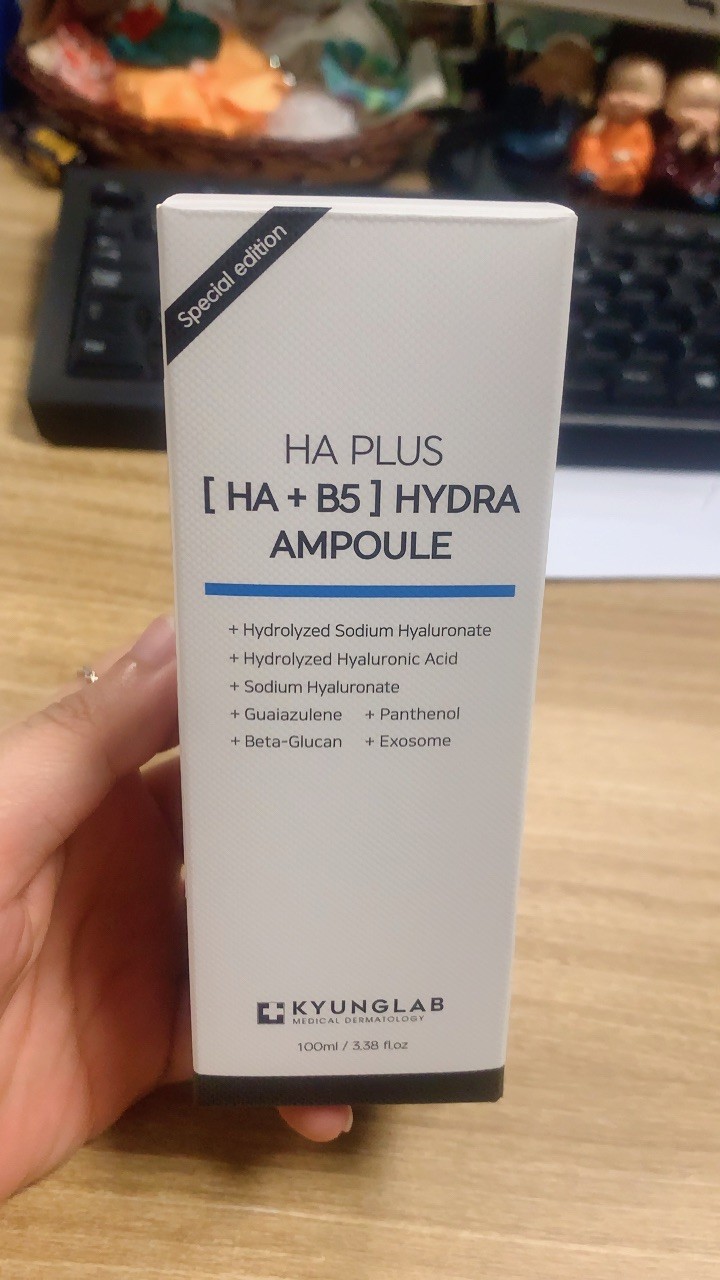 Special edition
HA PLUS
[ HA + B5 ] HYDRA
AMPOULE
+ Hydrolyzed Sodium Hyaluronate
+ Hydrolyzed Hyaluronic Acid
+ Sodium Hyaluronate
+ Guaiazulene + Panthenol
+ Beta-Glucan + Exosome
KYUNGLAB
MEDICAL DERMATOLOGY
100ml / 3.38 fl.oz